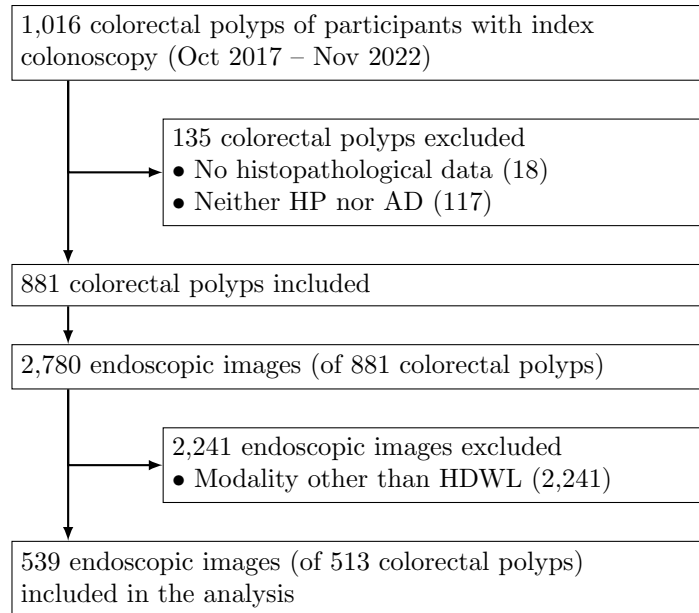 1,016 colorectal polyps of participants with index
colonoscopy (Oct 2017 – Nov 2022)
135 colorectal polyps excluded
• No histopathological data (18)
• Neither HP nor AD (117)
881 colorectal polyps included
2,780 endoscopic images (of 881 colorectal polyps)
2,241 endoscopic images excluded
• Modality other than HDWL (2,241)
539 endoscopic images (of 513 colorectal polyps)
included in the analysis